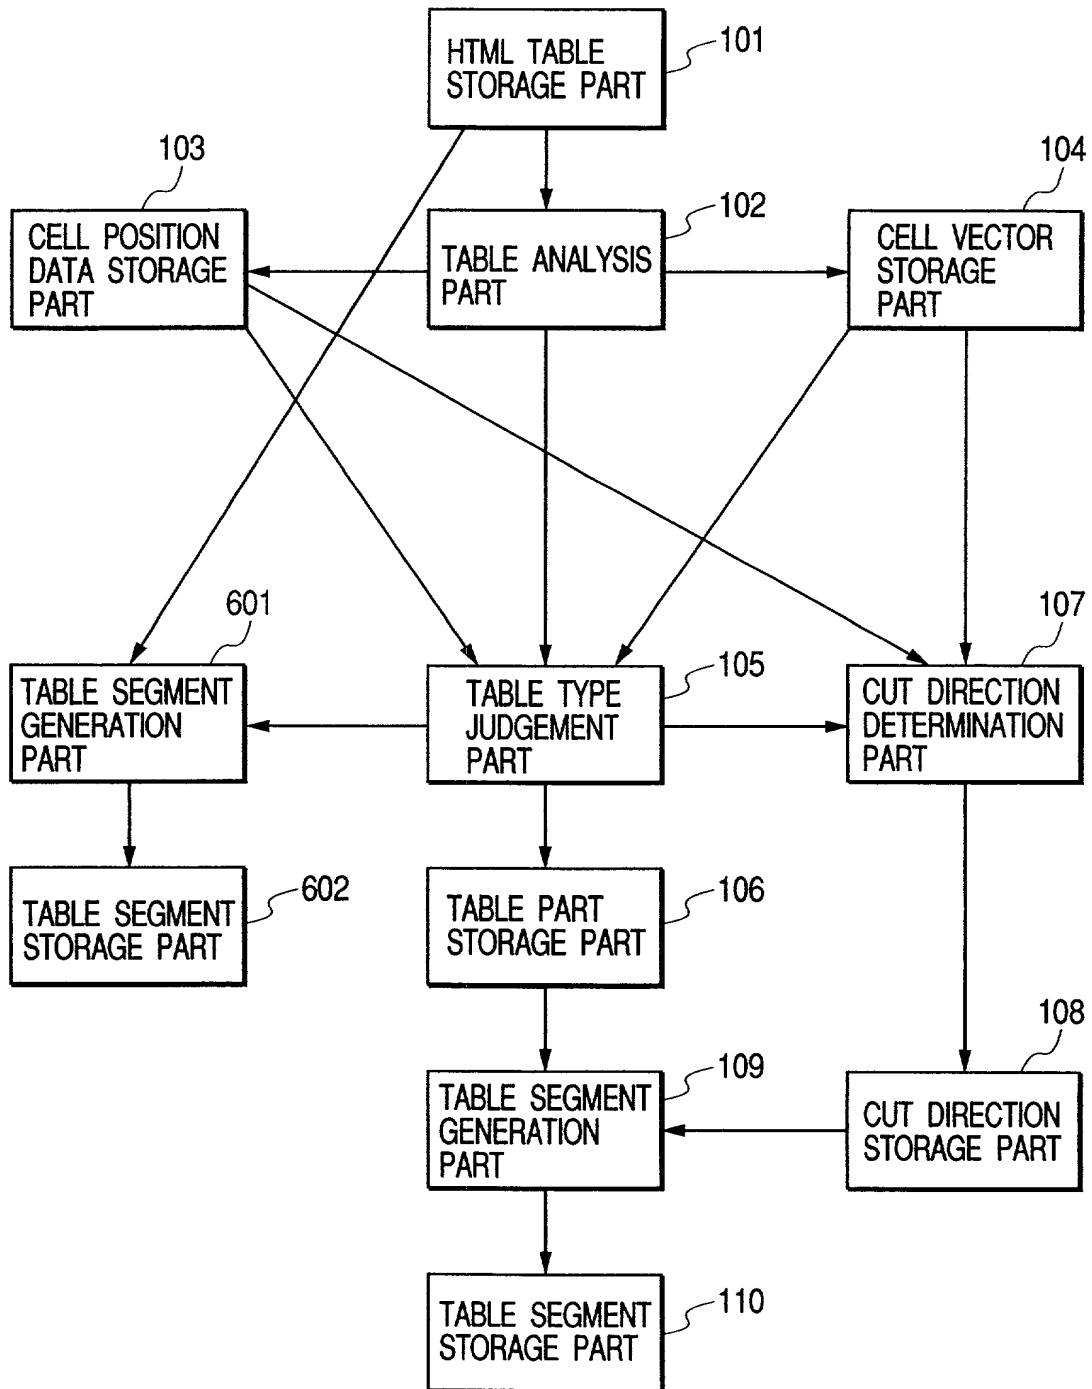 101
HTML TABLE
STORAGE PART
103
104
102
CELL POSITION
DATA STORAGE
PART
TABLE ANALYSIS
PART
CELL VECTOR
STORAGE
PART
601
107
105
TABLE SEGMENT
GENERATION
PART
TABLE TYPE
JUDGEMENT
PART
CUT DIRECTION
DETERMINATION
PART
602
106
TABLE SEGMENT
STORAGE PART
TABLE PART
STORAGE PART
108
109
TABLE SEGMENT
GENERATION
PART
CUT DIRECTION
STORAGE PART
110
TABLE SEGMENT
STORAGE PART